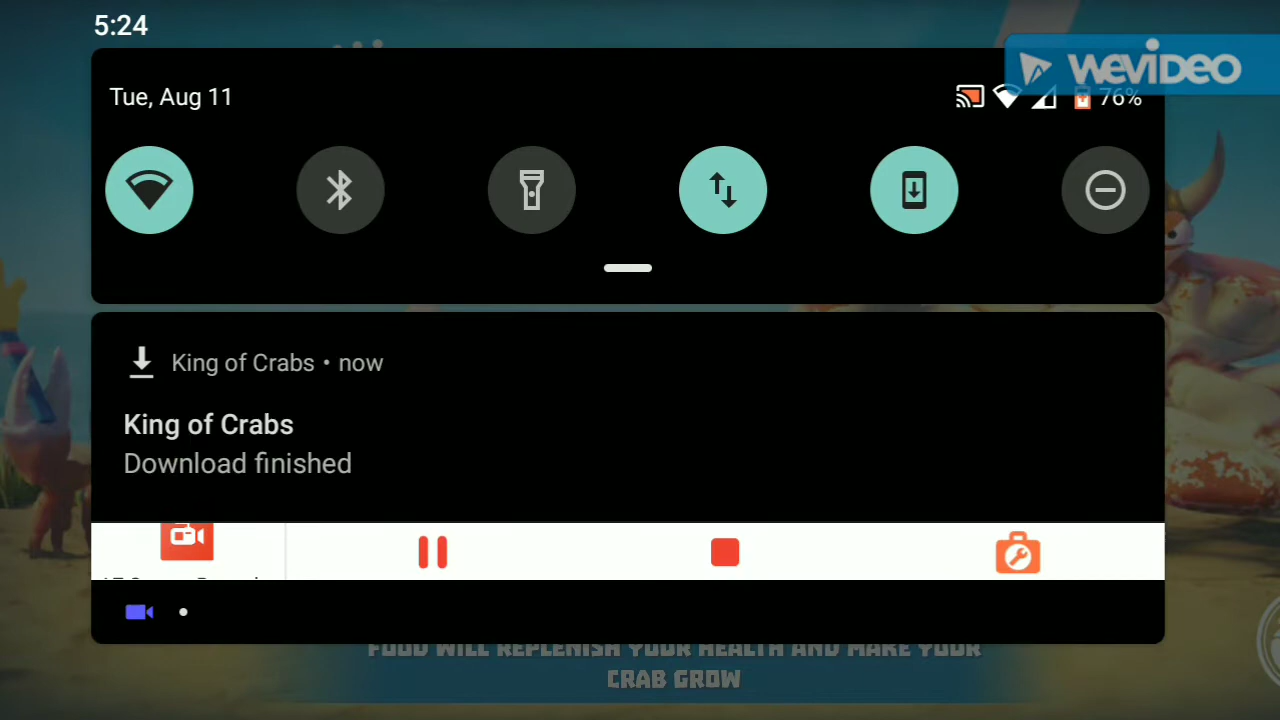 5:24
WEVIDEO
Tue, Aug 11
76%
King of Crabs • now
King of Crabs
Download finished
FOOD WILL REPLENISH YOUR HEALTH AND MAKE YOUR
CRAB GROW